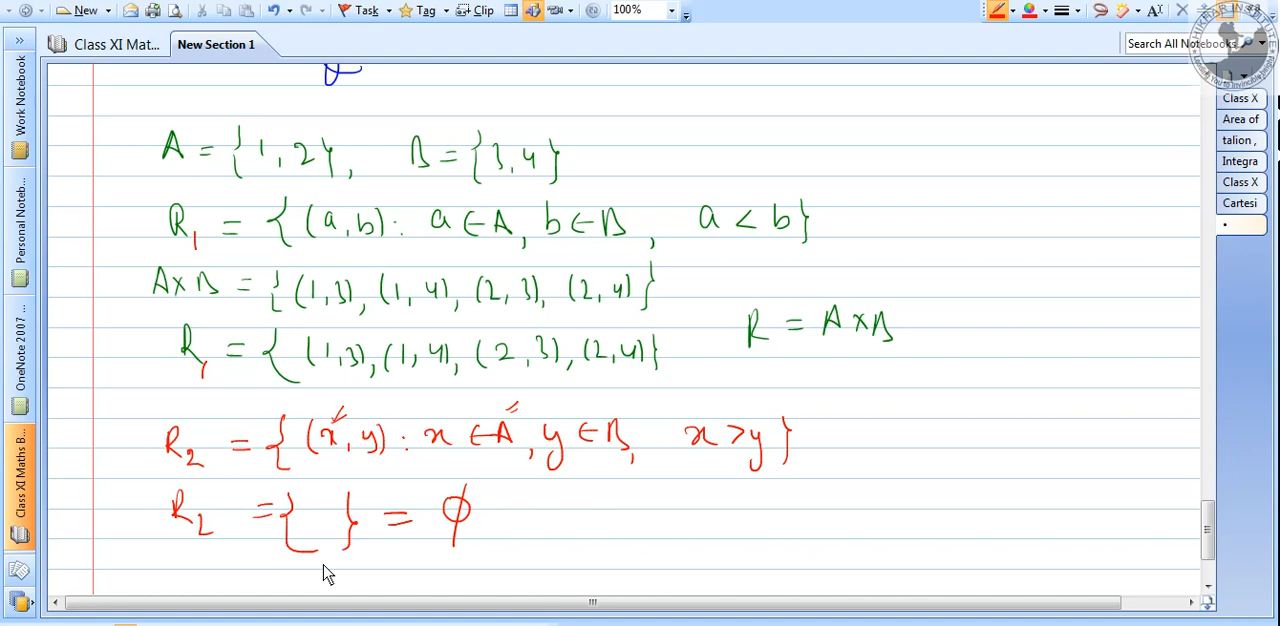 New Task Tag Clip 100%
Class XI Mat... New Section 1 Search All Notebooks
Work Notebook
Personal Noteb...
OneNote 2007 ...
Class XI Maths B...
Class X
Area of
talion ,
Integra
Class X
Cartesi
A = {1, 2}, B = {3, 4}
R₁ = {(a, b) : a ∈ A, b ∈ B, a < b}
A×B = {(1,3), (1,4), (2,3), (2,4)}
R = A×B
R₁ = {(1,3), (1,4), (2,3), (2,4)}
R₂ = {(x, y) : x ∈ A, y ∈ B, x > y}
R₂ = { } = ϕ